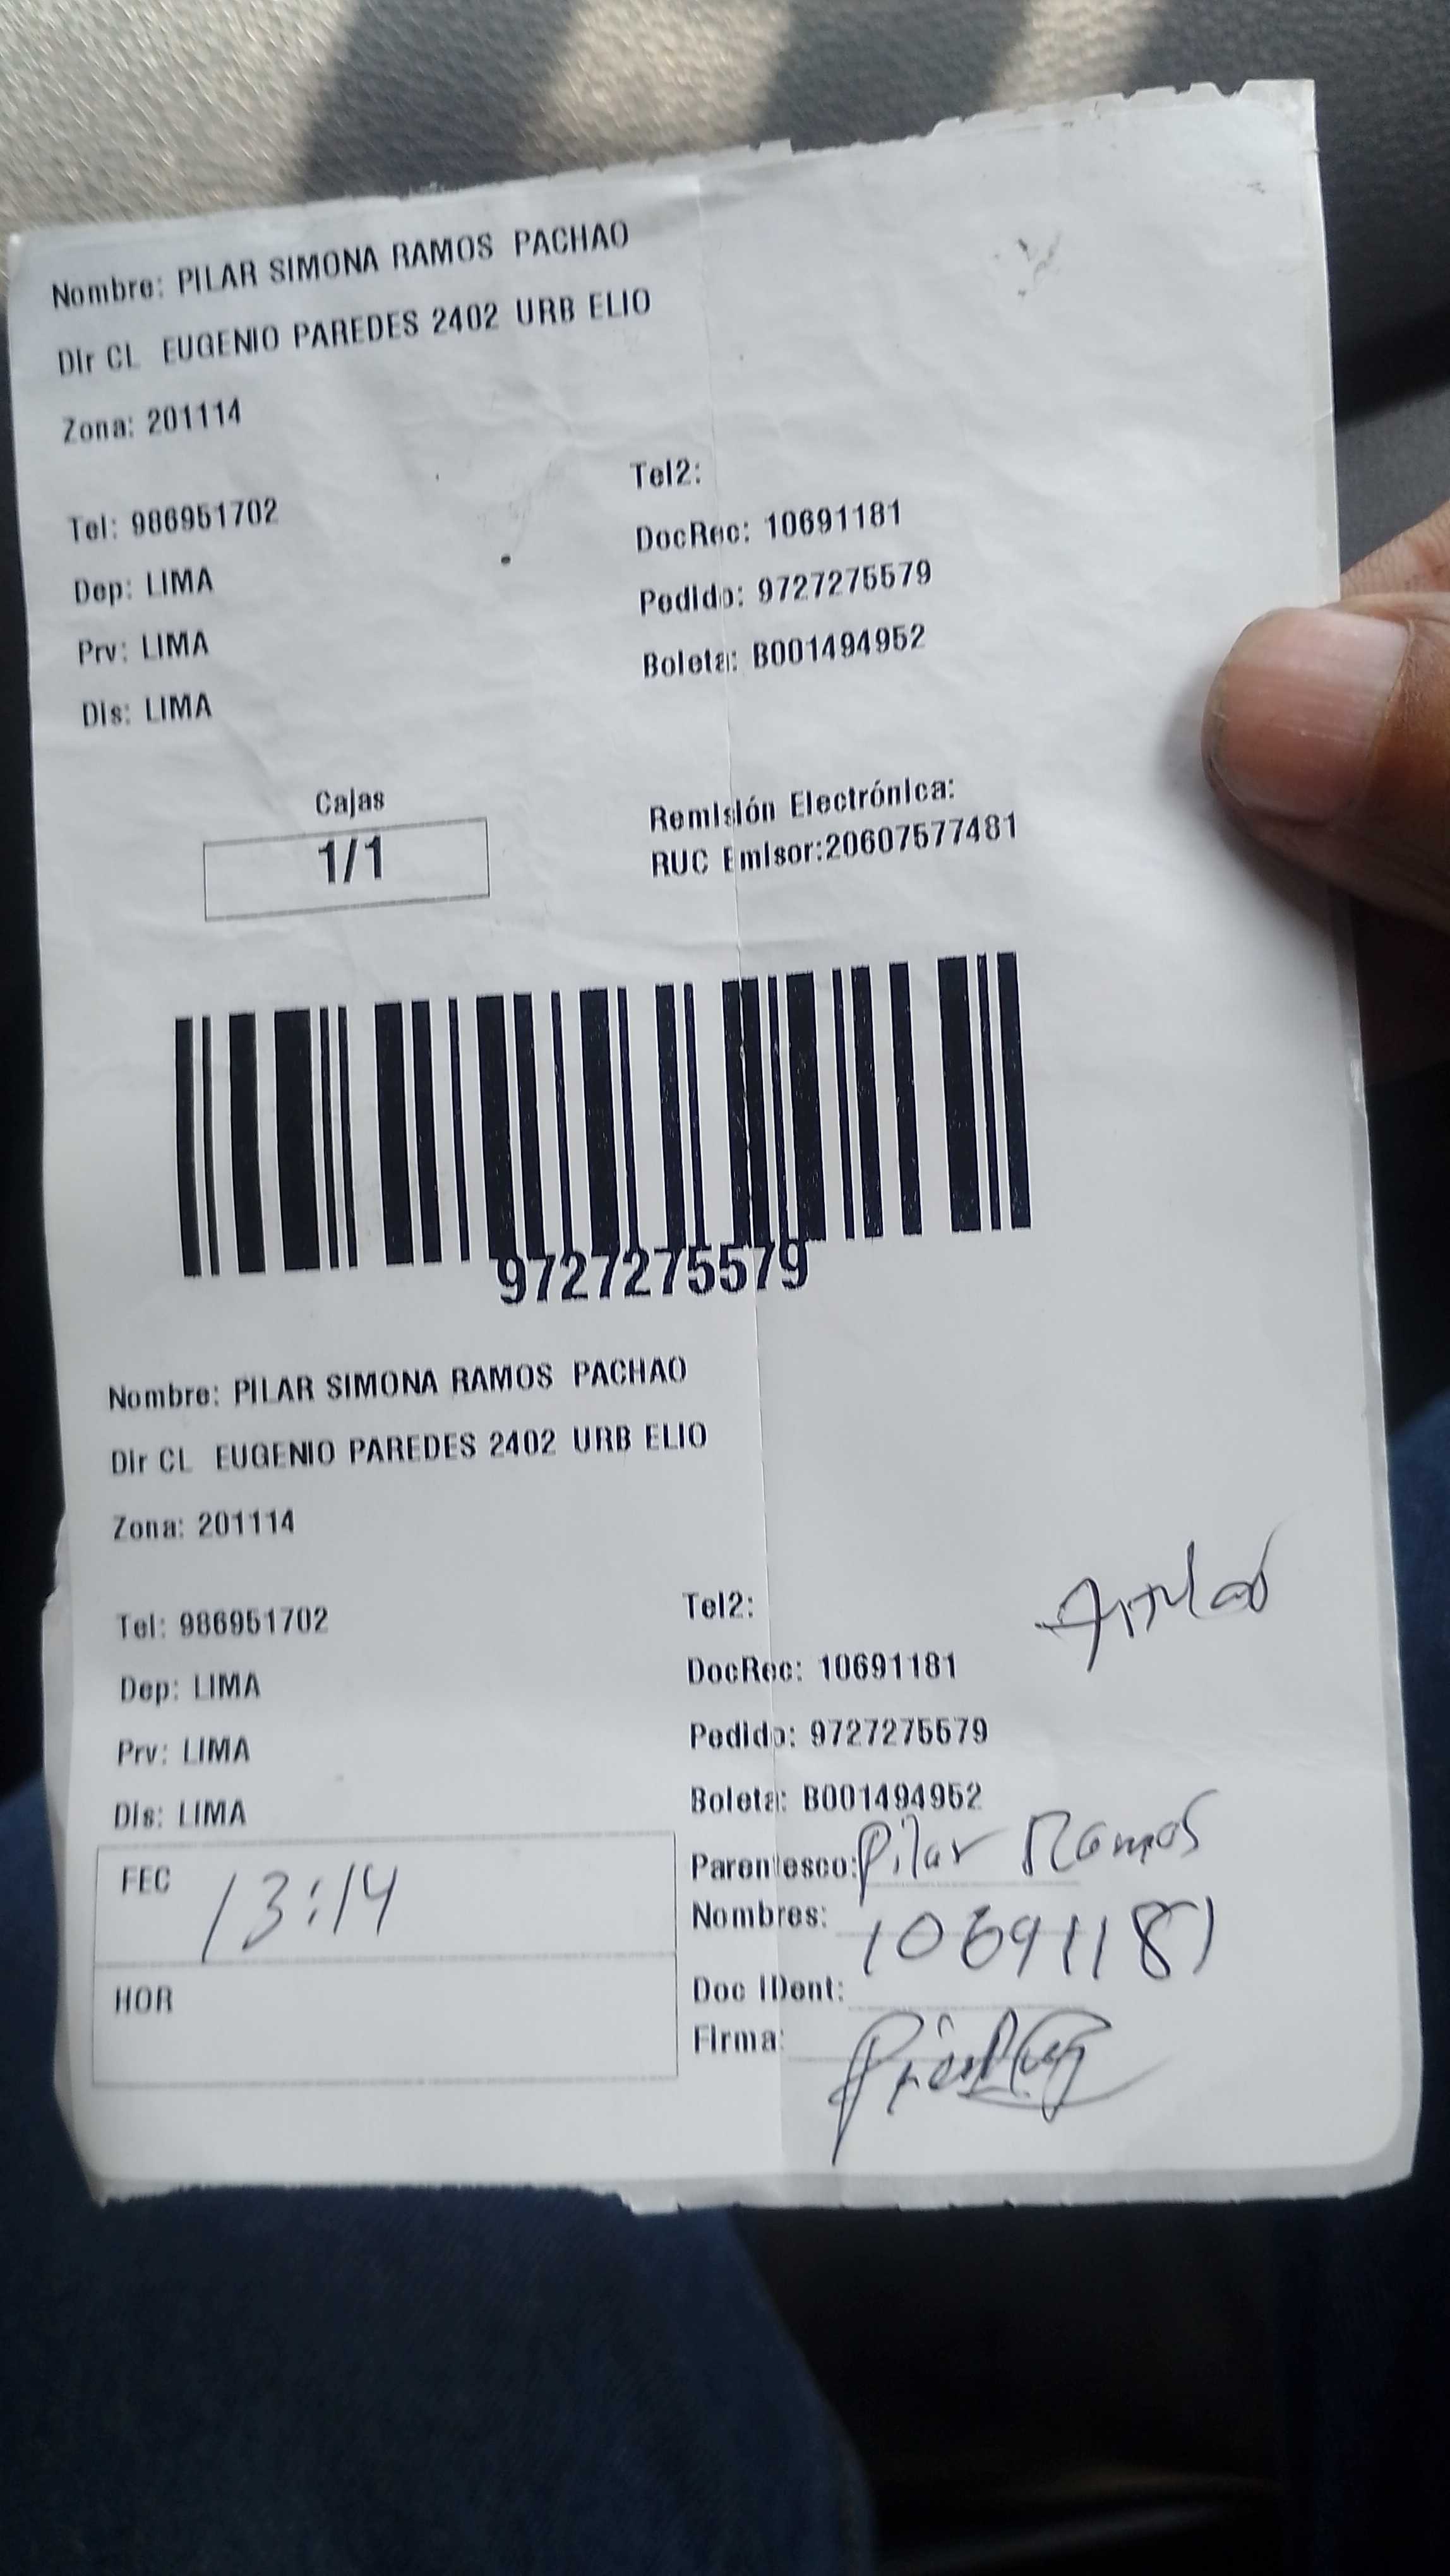 Nombre: PILAR SIMONA RAMOS PACHAO
Dir CL EUGENIO PAREDES 2402 URB ELIO
Zona: 201114
Tel2:
Tel: 986951702
DocRec: 10691181
Dep: LIMA
Pedido: 9727275579
Prv: LIMA
Boleta: B001494952
Dis: LIMA
Cajas
1/1
Remisión Electrónica:
RUC Emisor:20607577481
9727275579
Nombre: PILAR SIMONA RAMOS PACHAO
Dir CL EUGENIO PAREDES 2402 URB ELIO
Zona: 201114
Tel2:
Tel: 986951702
DocRec: 10691181
Dep: LIMA
Pedido: 9727275579
Prv: LIMA
Boleta: B001494952
Dis: LIMA
FEC 13:14
Parentesco: Pilar Ramos
Nombres: 10691181
HOR
Doc IDent:
Firma: